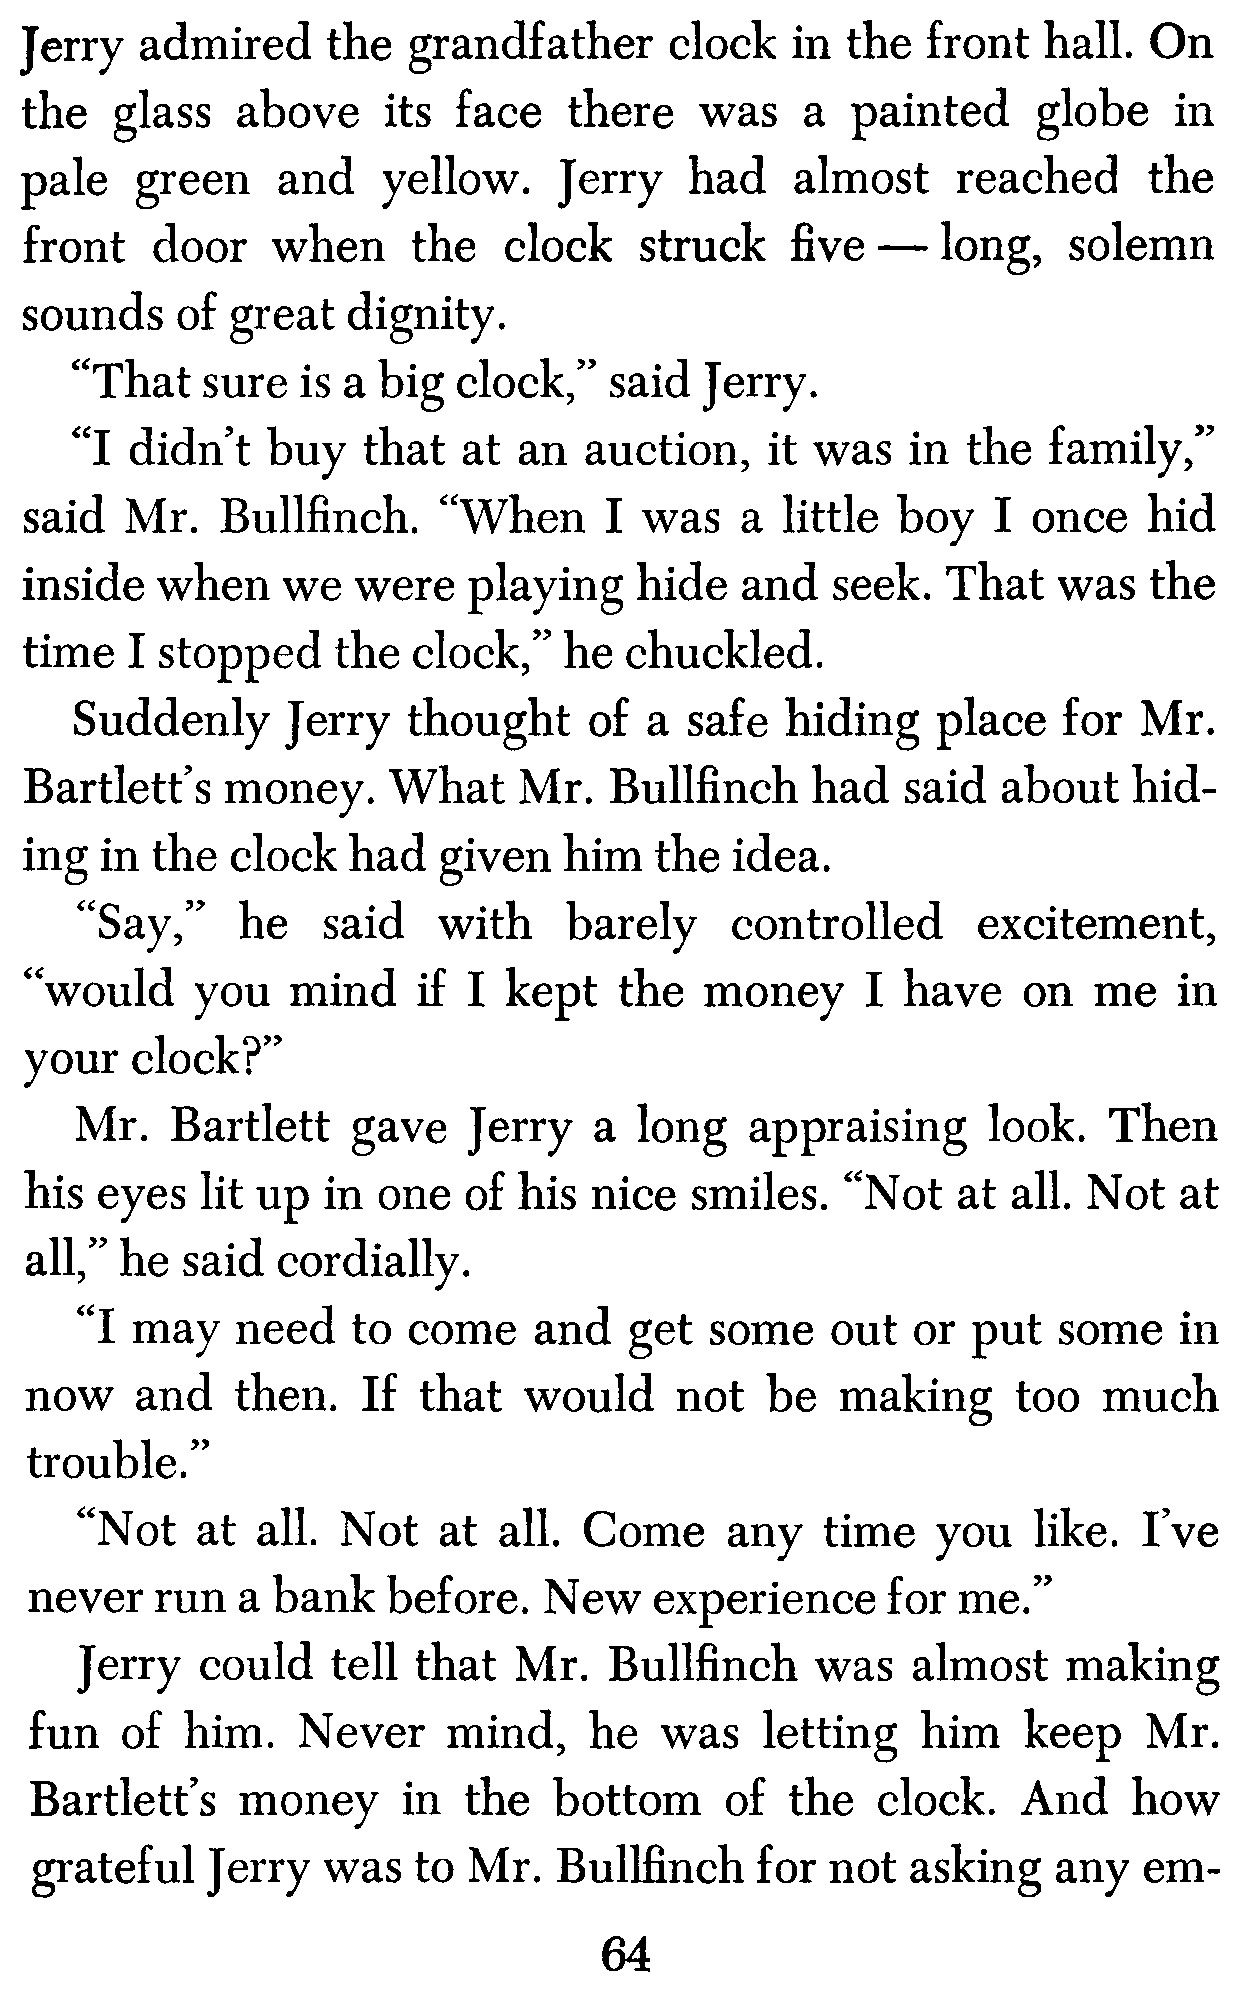 Jerry admired the grandfather clock in the front hall. On
the glass above its face there was a painted globe in
pale green and yellow. Jerry had almost reached the
front door when the clock struck five — long, solemn
sounds of great dignity.
“That sure is a big clock,” said Jerry.
“I didn’t buy that at an auction, it was in the family,”
said Mr. Bullfinch. “When I was a little boy I once hid
inside when we were playing hide and seek. That was the
time I stopped the clock,” he chuckled.
Suddenly Jerry thought of a safe hiding place for Mr.
Bartlett’s money. What Mr. Bullfinch had said about hid-
ing in the clock had given him the idea.
“Say,” he said with barely controlled excitement,
“would you mind if I kept the money I have on me in
your clock?”
Mr. Bartlett gave Jerry a long appraising look. Then
his eyes lit up in one of his nice smiles. “Not at all. Not at
all,” he said cordially.
“I may need to come and get some out or put some in
now and then. If that would not be making too much
trouble.”
“Not at all. Not at all. Come any time you like. I’ve
never run a bank before. New experience for me.”
Jerry could tell that Mr. Bullfinch was almost making
fun of him. Never mind, he was letting him keep Mr.
Bartlett’s money in the bottom of the clock. And how
grateful Jerry was to Mr. Bullfinch for not asking any em-
64